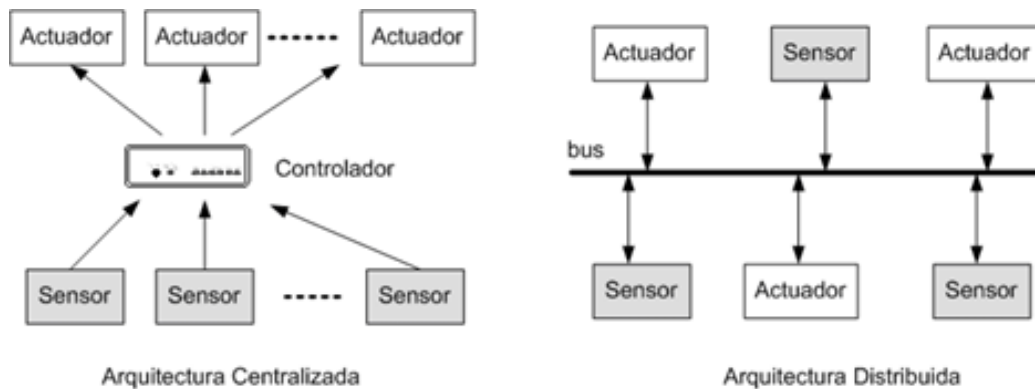 Actuador
Actuador
Actuador
Controlador
Sensor
Sensor
Sensor
Arquitectura Centralizada
Actuador
Sensor
Actuador
bus
Sensor
Actuador
Sensor
Arquitectura Distribuida